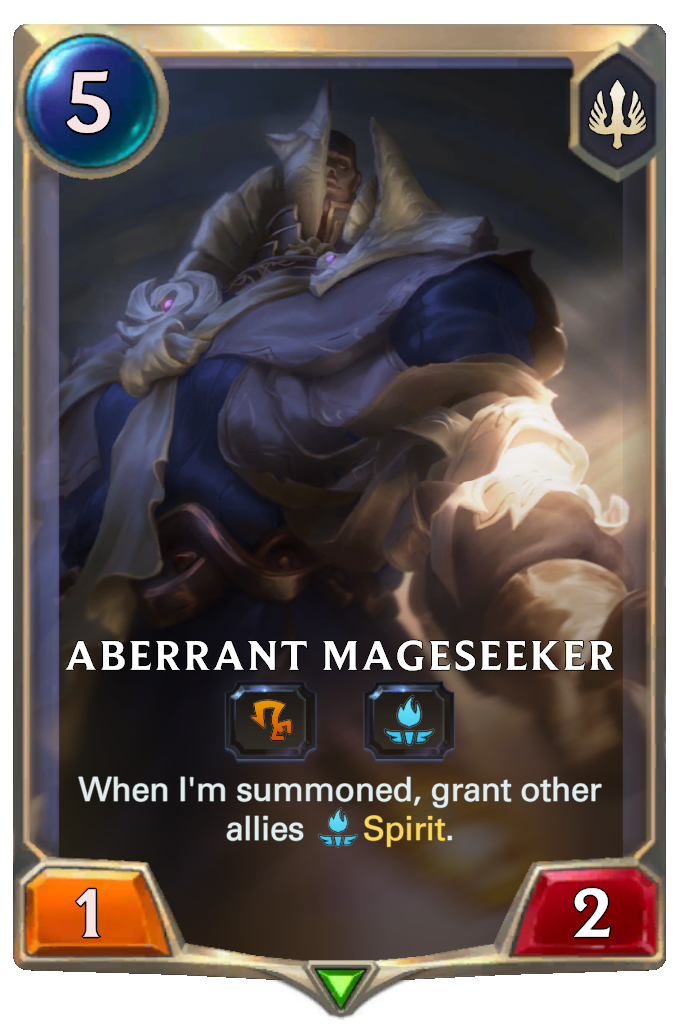 5
ABERRANT MAGESEEKER
When I'm summoned, grant other
allies Spirit.
1
2